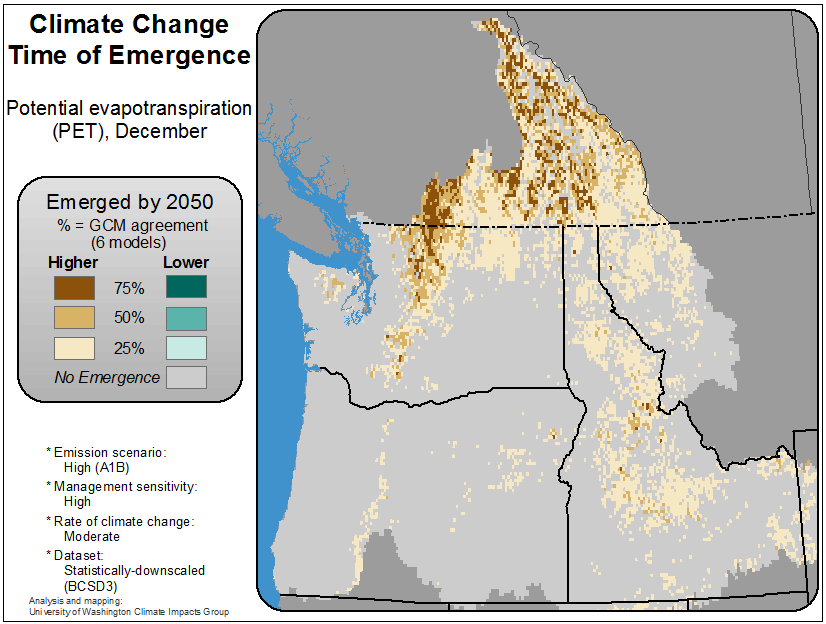 Climate Change
Time of Emergence
Potential evapotranspiration
(PET), December
Emerged by 2050
% = GCM agreement
(6 models)
Higher Lower
75%
50%
25%
No Emergence
* Emission scenario:
High (A1B)
* Management sensitivity:
High
* Rate of climate change:
Moderate
* Dataset:
Statistically-downscaled
(BCSD3)
Analysis and mapping:
University of Washington Climate Impacts Group